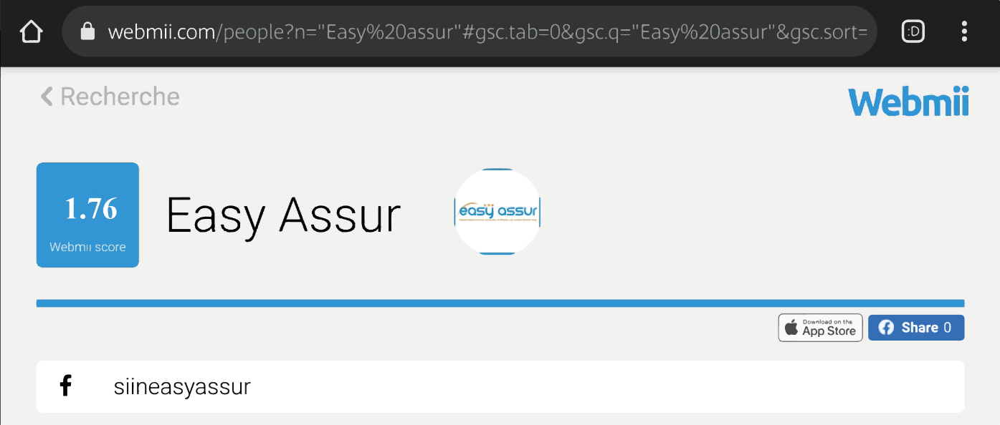 webmii.com/people?n="Easy%20assur"#gsc.tab=0&gsc.q="Easy%20assur"&gsc.sort=
:D
Recherche
Webmii
1.76
Webmii score
Easy Assur
easy assur
Download on the
App Store
Share 0
siineasyassur